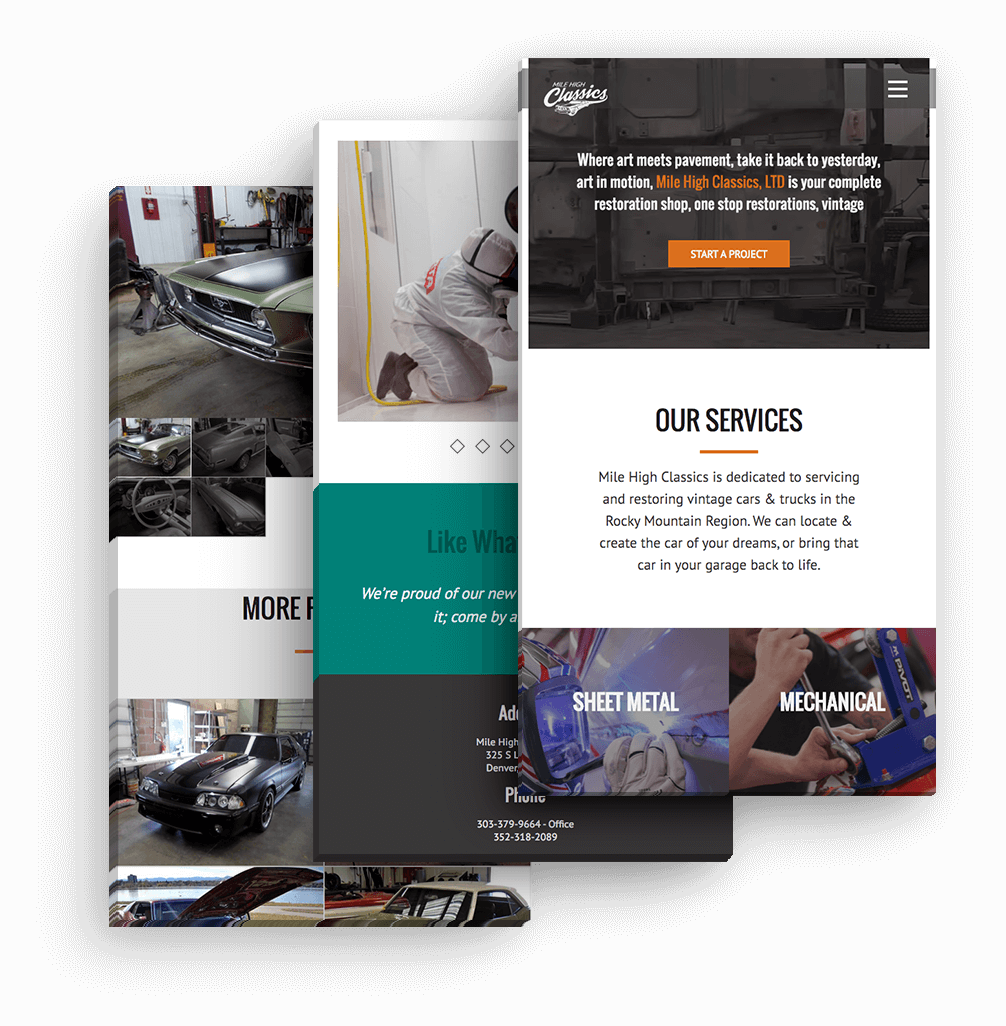 MILE HIGH
Classics
Where art meets pavement, take it back to yesterday,
art in motion, Mile High Classics, LTD is your complete
restoration shop, one stop restorations, vintage
START A PROJECT
OUR SERVICES
Mile High Classics is dedicated to servicing
and restoring vintage cars & trucks in the
Rocky Mountain Region. We can locate &
create the car of your dreams, or bring that
car in your garage back to life.
SHEET METAL
MECHANICAL
PIVOT
Like What
We're proud of our new
it; come by a
Add
Mile High
325 S L
Denver,
Phone
303-379-9664 - Office
352-318-2089
MORE